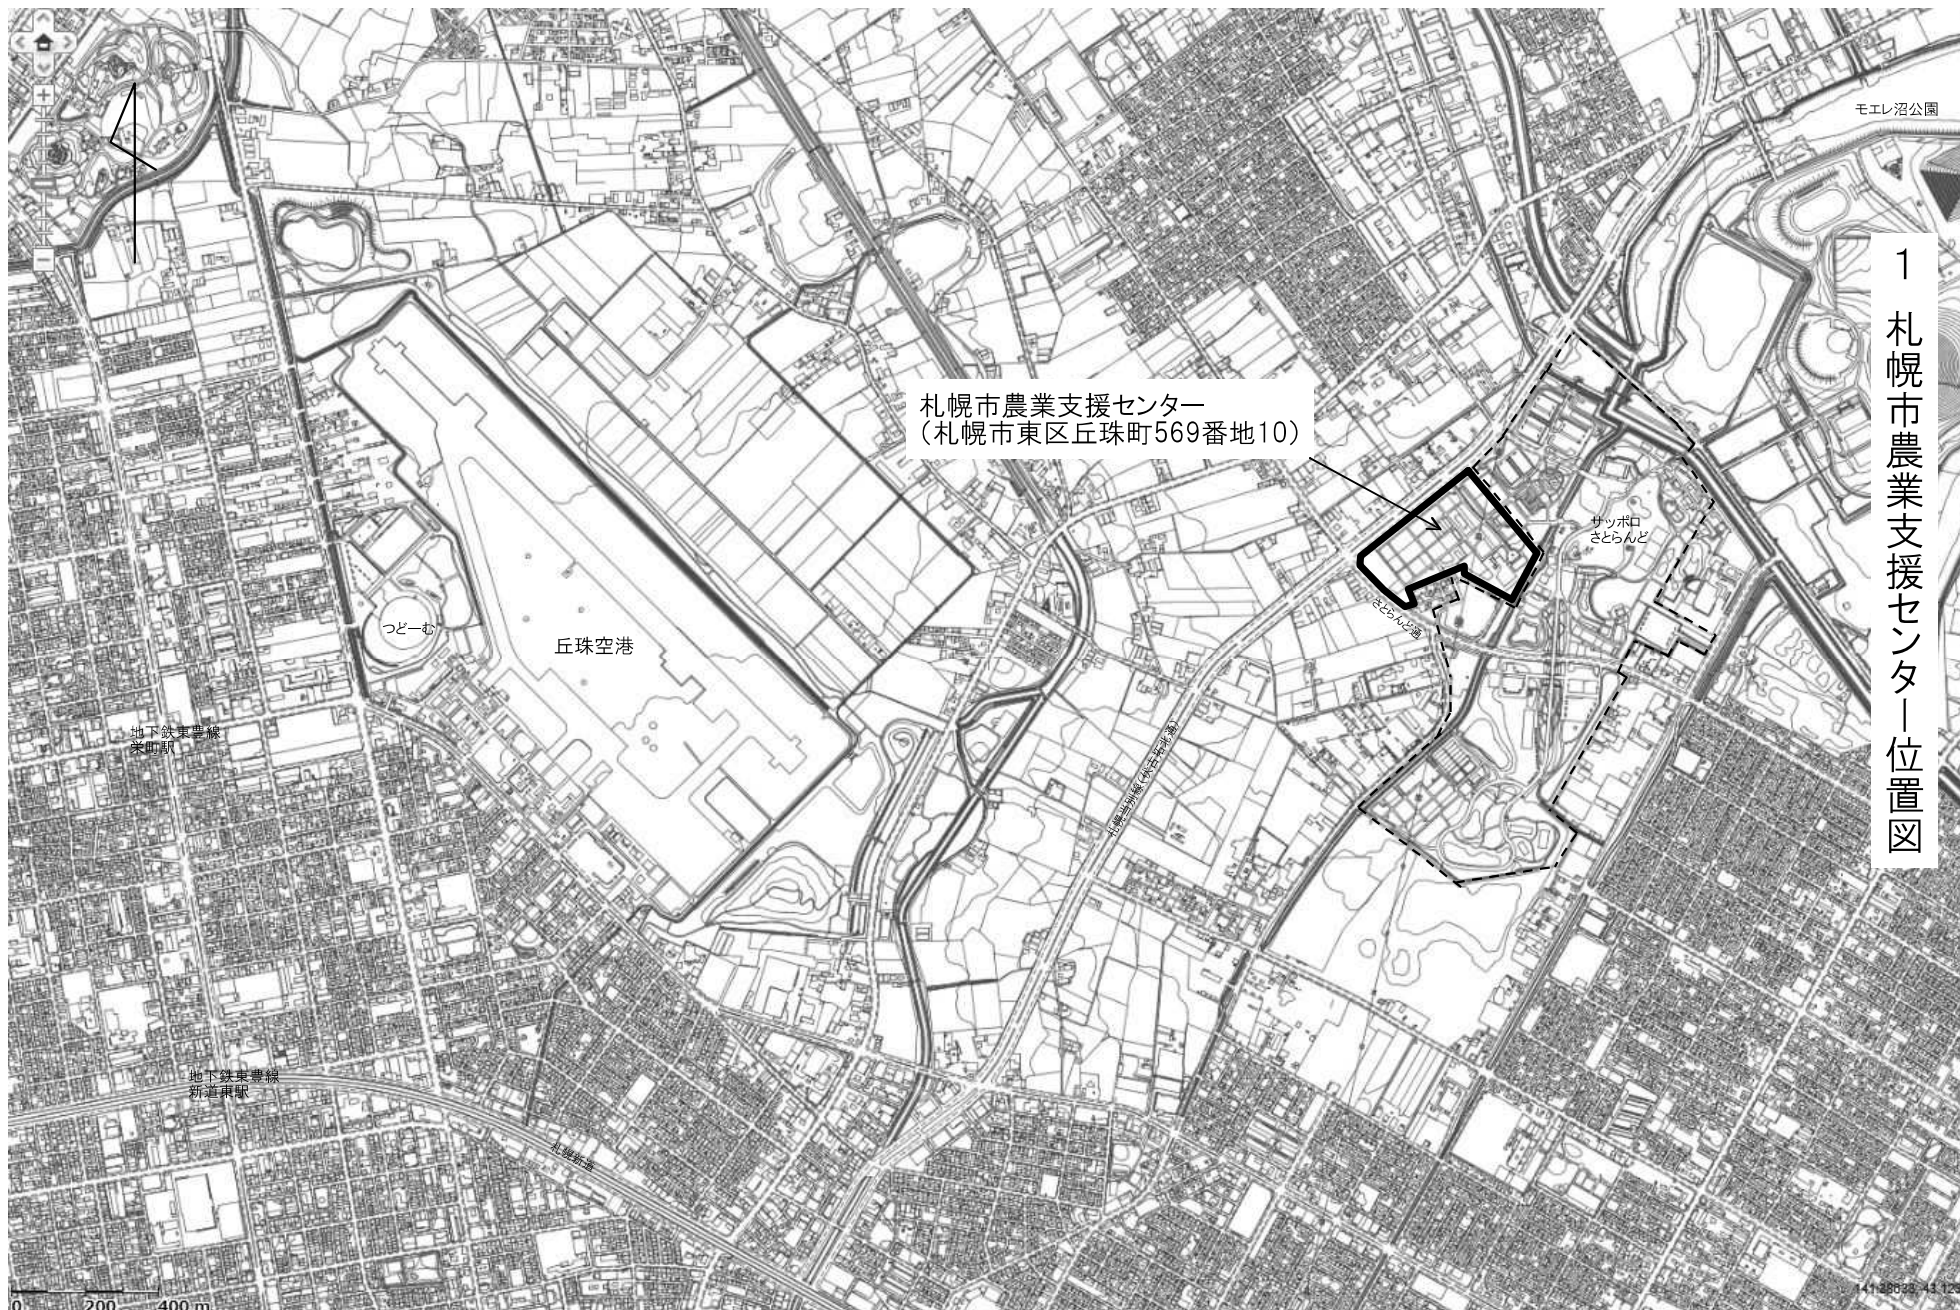 モエレ沼公園
1 札幌市農業支援センター位置図
札幌市農業支援センター
(札幌市東区丘珠町569番地10)
サッポロ
さとらんど
さとらんど通
つどーむ
丘珠空港
地下鉄東豊線
栄町駅
地下鉄東豊線
新道東駅
札幌新道
0 200 400 m